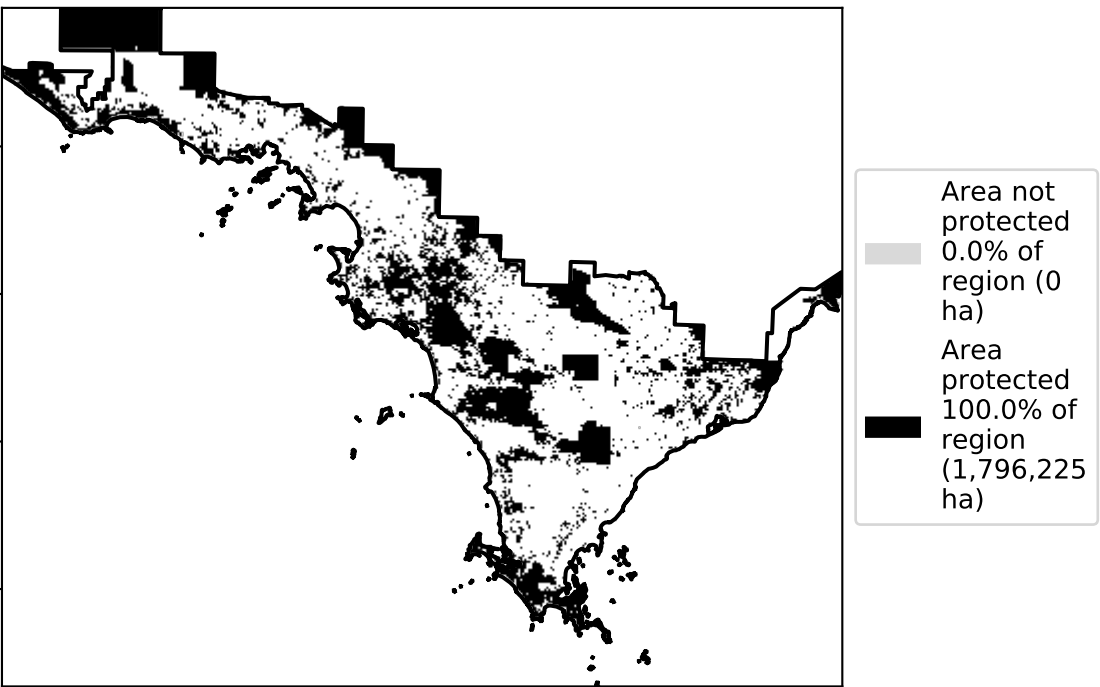 Area not
protected
0.0% of
region (0
ha)
Area
protected
100.0% of
region
(1,796,225
ha)